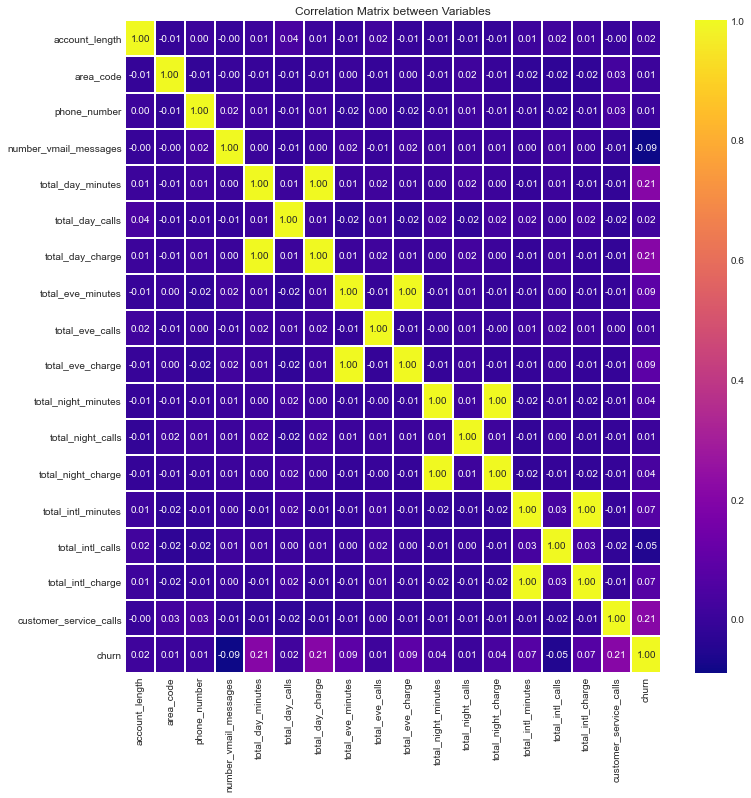 Correlation Matrix between Variables
account_length 1.00 -0.01 0.00 -0.00 0.01 0.04 0.01 -0.01 0.02 -0.01 -0.01 -0.01 -0.01 0.01 0.02 0.01 -0.00 0.02
area_code -0.01 1.00 -0.01 -0.00 -0.01 -0.01 -0.01 0.00 -0.01 0.00 -0.01 0.02 -0.01 -0.02 -0.02 -0.02 0.03 0.01
phone_number 0.00 -0.01 1.00 0.02 0.01 -0.01 0.01 -0.02 0.00 -0.02 -0.01 0.01 -0.01 -0.01 -0.02 -0.01 0.03 0.01
number_vmail_messages -0.00 -0.00 0.02 1.00 0.00 -0.01 0.00 0.02 -0.01 0.02 0.01 0.01 0.01 0.00 0.01 0.00 -0.01 -0.09
total_day_minutes 0.01 -0.01 0.01 0.00 1.00 0.01 1.00 0.01 0.02 0.01 0.00 0.02 0.00 -0.01 0.01 -0.01 -0.01 0.21
total_day_calls 0.04 -0.01 -0.01 -0.01 0.01 1.00 0.01 -0.02 0.01 -0.02 0.02 -0.02 0.02 0.02 0.00 0.02 -0.02 0.02
total_day_charge 0.01 -0.01 0.01 0.00 1.00 0.01 1.00 0.01 0.02 0.01 0.00 0.02 0.00 -0.01 0.01 -0.01 -0.01 0.21
total_eve_minutes -0.01 0.00 -0.02 0.02 0.01 -0.02 0.01 1.00 -0.01 1.00 -0.01 0.01 -0.01 -0.01 0.00 -0.01 -0.01 0.09
total_eve_calls 0.02 -0.01 0.00 -0.01 0.02 0.01 0.02 -0.01 1.00 -0.01 -0.00 0.01 -0.00 0.01 0.02 0.01 0.00 0.01
total_eve_charge -0.01 0.00 -0.02 0.02 0.01 -0.02 0.01 1.00 -0.01 1.00 -0.01 0.01 -0.01 -0.01 0.00 -0.01 -0.01 0.09
total_night_minutes -0.01 -0.01 -0.01 0.01 0.00 0.02 0.00 -0.01 -0.00 -0.01 1.00 0.01 1.00 -0.02 -0.01 -0.02 -0.01 0.04
total_night_calls -0.01 0.02 0.01 0.01 0.02 -0.02 0.02 0.01 0.01 0.01 0.01 1.00 0.01 -0.01 0.00 -0.01 -0.01 0.01
total_night_charge -0.01 -0.01 -0.01 0.01 0.00 0.02 0.00 -0.01 -0.00 -0.01 1.00 0.01 1.00 -0.02 -0.01 -0.02 -0.01 0.04
total_intl_minutes 0.01 -0.02 -0.01 0.00 -0.01 0.02 -0.01 -0.01 0.01 -0.01 -0.02 -0.01 -0.02 1.00 0.03 1.00 -0.01 0.07
total_intl_calls 0.02 -0.02 -0.02 0.01 0.01 0.00 0.01 0.00 0.02 0.00 -0.01 0.00 -0.01 0.03 1.00 0.03 -0.02 -0.05
total_intl_charge 0.01 -0.02 -0.01 0.00 -0.01 0.02 -0.01 -0.01 0.01 -0.01 -0.02 -0.01 -0.02 1.00 0.03 1.00 -0.01 0.07
customer_service_calls -0.00 0.03 0.03 -0.01 -0.01 -0.02 -0.01 -0.01 0.00 -0.01 -0.01 -0.01 -0.01 -0.01 -0.02 -0.01 1.00 0.21
churn 0.02 0.01 0.01 -0.09 0.21 0.02 0.21 0.09 0.01 0.09 0.04 0.01 0.04 0.07 -0.05 0.07 0.21 1.00
account_length
area_code
phone_number
number_vmail_messages
total_day_minutes
total_day_calls
total_day_charge
total_eve_minutes
total_eve_calls
total_eve_charge
total_night_minutes
total_night_calls
total_night_charge
total_intl_minutes
total_intl_calls
total_intl_charge
customer_service_calls
churn
1.0
0.8
0.6
0.4
0.2
0.0